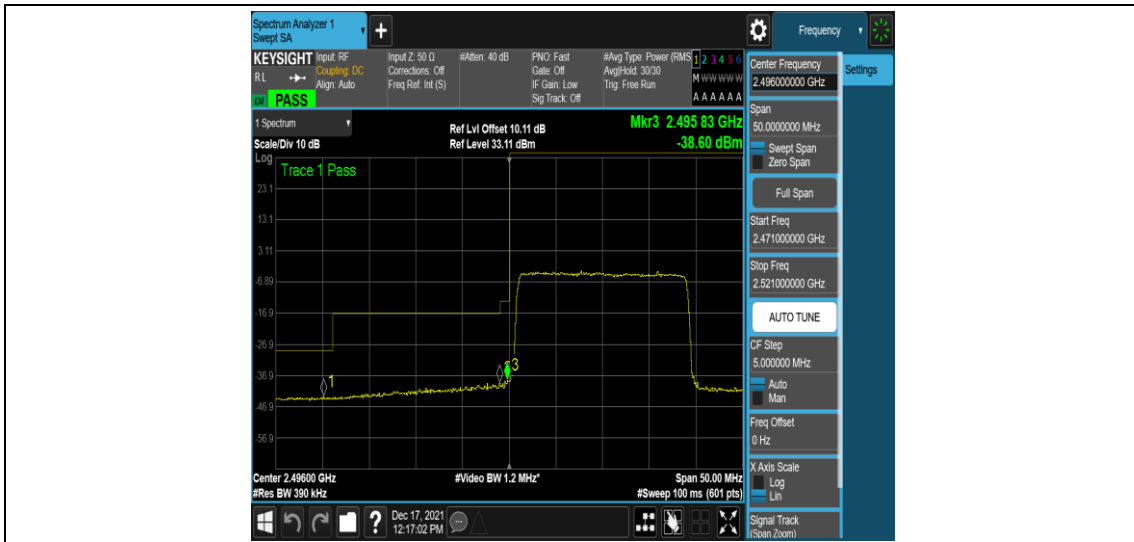 Spectrum Analyzer 1
Swept SA
+
Frequency
KEYSIGHT
RL
LXI
PASS
Input: RF
Coupling: DC
Align: Auto
Input Z: 50 Ω
Corrections: Off
Freq Ref: Int (S)
#Atten: 40 dB
PNO: Fast
Gate: Off
IF Gain: Low
Sig Track: Off
#Avg Type: Power (RMS
Avg|Hold: 30/30
Trig: Free Run
1 2 3 4 5 6
M W W W W W
A A A A A A
1 Spectrum
Scale/Div 10 dB
Ref Lvl Offset 10.11 dB
Ref Level 33.11 dBm
Mkr3 2.495 83 GHz
-38.60 dBm
Log
Trace 1 Pass
23.1
13.1
3.11
-6.89
-16.9
-26.9
-36.9
-46.9
-56.9
1
3
Center 2.49600 GHz
#Res BW 390 kHz
#Video BW 1.2 MHz*
Span 50.00 MHz
#Sweep 100 ms (601 pts)
?
Dec 17, 2021
12:17:02 PM
Center Frequency
2.496000000 GHz
Settings
Span
50.0000000 MHz
Swept Span
Zero Span
Full Span
Start Freq
2.471000000 GHz
Stop Freq
2.521000000 GHz
AUTO TUNE
CF Step
5.000000 MHz
Auto
Man
Freq Offset
0 Hz
X Axis Scale
Log
Lin
Signal Track
(Span Zoom)